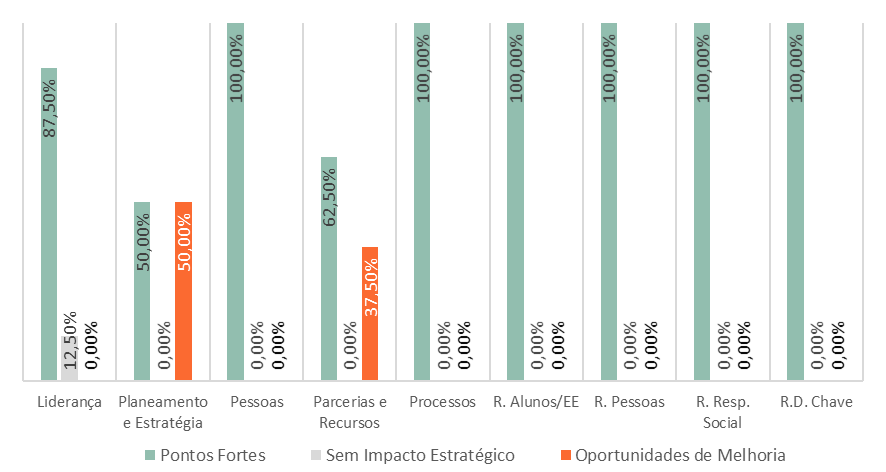 87,50%
12,50%
0,00%
50,00%
0,00%
50,00%
100,00%
0,00%
0,00%
62,50%
0,00%
37,50%
100,00%
0,00%
0,00%
100,00%
0,00%
0,00%
100,00%
0,00%
0,00%
100,00%
0,00%
0,00%
100,00%
0,00%
0,00%
Liderança
Planeamento
e Estratégia
Pessoas
Parcerias e
Recursos
Processos
R. Alunos/EE
R. Pessoas
R. Resp.
Social
R.D. Chave
Pontos Fortes
Sem Impacto Estratégico
Oportunidades de Melhoria